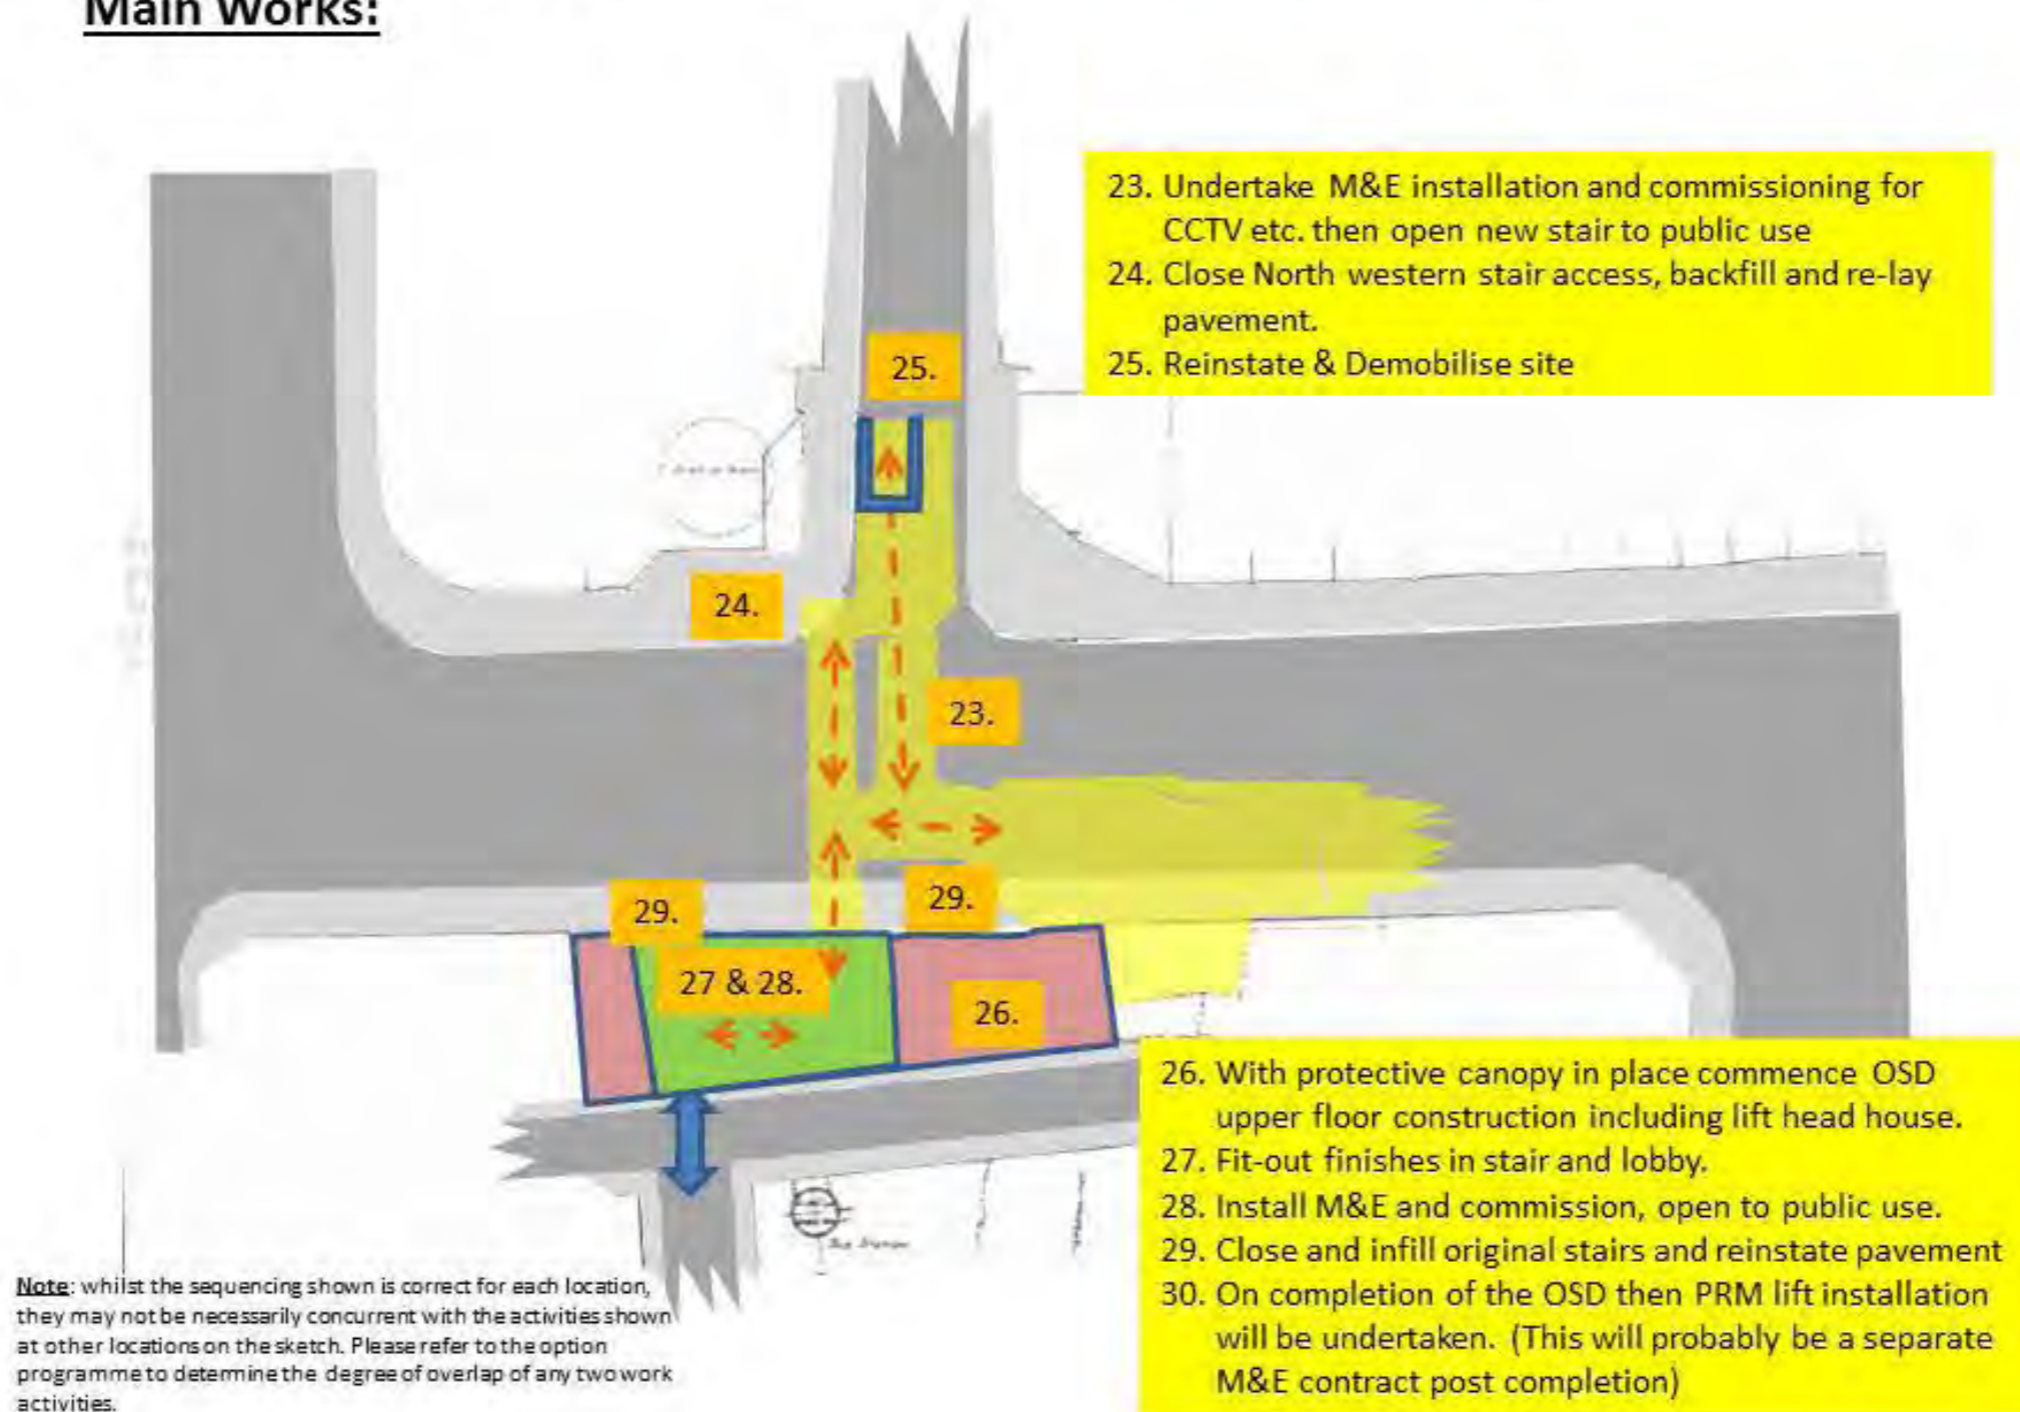 Main Works:
23. Undertake M&E installation and commissioning for
CCTV etc. then open new stair to public use
24. Close North western stair access, backfill and re-lay
pavement.
25. Reinstate & Demobilise site
25.
24.
23.
29.
29.
27 & 28.
26.
26. With protective canopy in place commence OSD
upper floor construction including lift head house.
27. Fit-out finishes in stair and lobby.
28. Install M&E and commission, open to public use.
29. Close and infill original stairs and reinstate pavement
30. On completion of the OSD then PRM lift installation
will be undertaken. (This will probably be a separate
M&E contract post completion)
Note: whilst the sequencing shown is correct for each location,
they may not be necessarily concurrent with the activities shown
at other locations on the sketch. Please refer to the option
programme to determine the degree of overlap of any two work
activities.